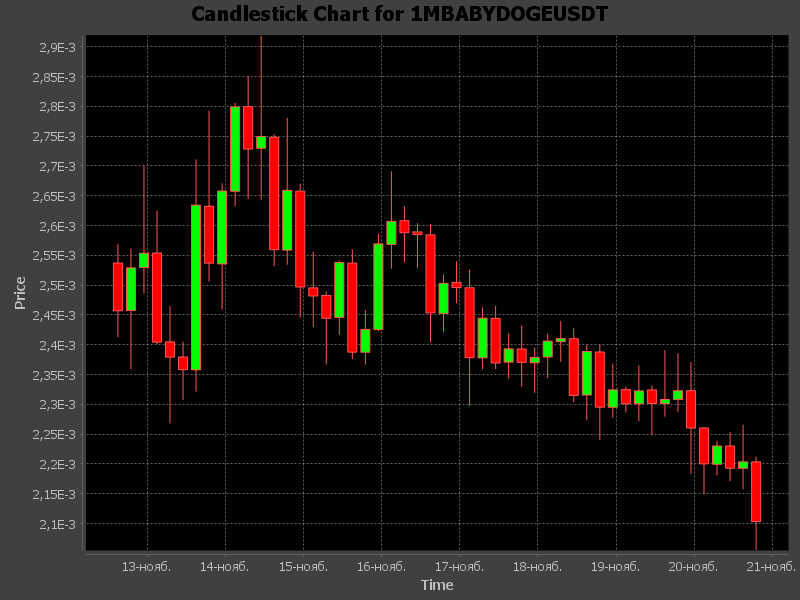 Candlestick Chart for 1MBABYDOGEUSDT
2,9E-3
2,85E-3
2,8E-3
2,75E-3
2,7E-3
2,65E-3
2,6E-3
2,55E-3
2,5E-3
2,45E-3
2,4E-3
2,35E-3
2,3E-3
2,25E-3
2,2E-3
2,15E-3
2,1E-3
Price
13-нояб. 14-нояб. 15-нояб. 16-нояб. 17-нояб. 18-нояб. 19-нояб. 20-нояб. 21-нояб.
Time